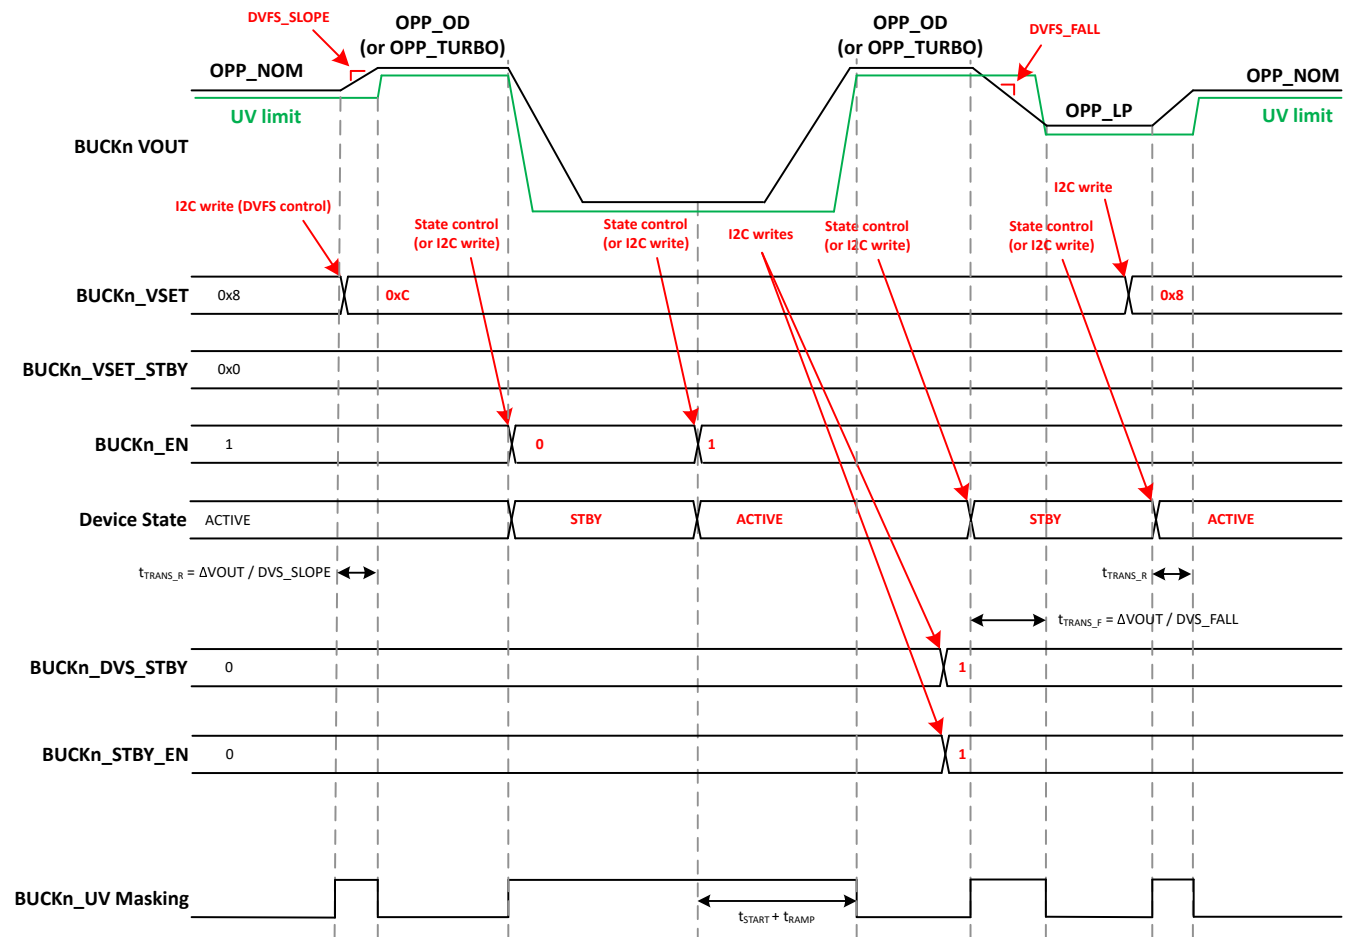 DVFS_SLOPE
OPP_OD
(or OPP_TURBO)
OPP_OD
(or OPP_TURBO)
DVFS_FALL
OPP_NOM
OPP_NOM
UV limit
OPP_LP
UV limit
BUCKn VOUT
I2C write (DVFS control)
State control
(or I2C write)
State control
(or I2C write)
I2C writes
State control
(or I2C write)
I2C write
State control
(or I2C write)
BUCKn_VSET 0x8 0xC 0x8
BUCKn_VSET_STBY 0x0
BUCKn_EN 1 0 1
Device State ACTIVE STBY ACTIVE STBY ACTIVE
tTRANS_R = ΔVOUT / DVS_SLOPE
tTRANS_R
tTRANS_F = ΔVOUT / DVS_FALL
BUCKn_DVS_STBY 0 1
BUCKn_STBY_EN 0 1
BUCKn_UV Masking
tSTART + tRAMP